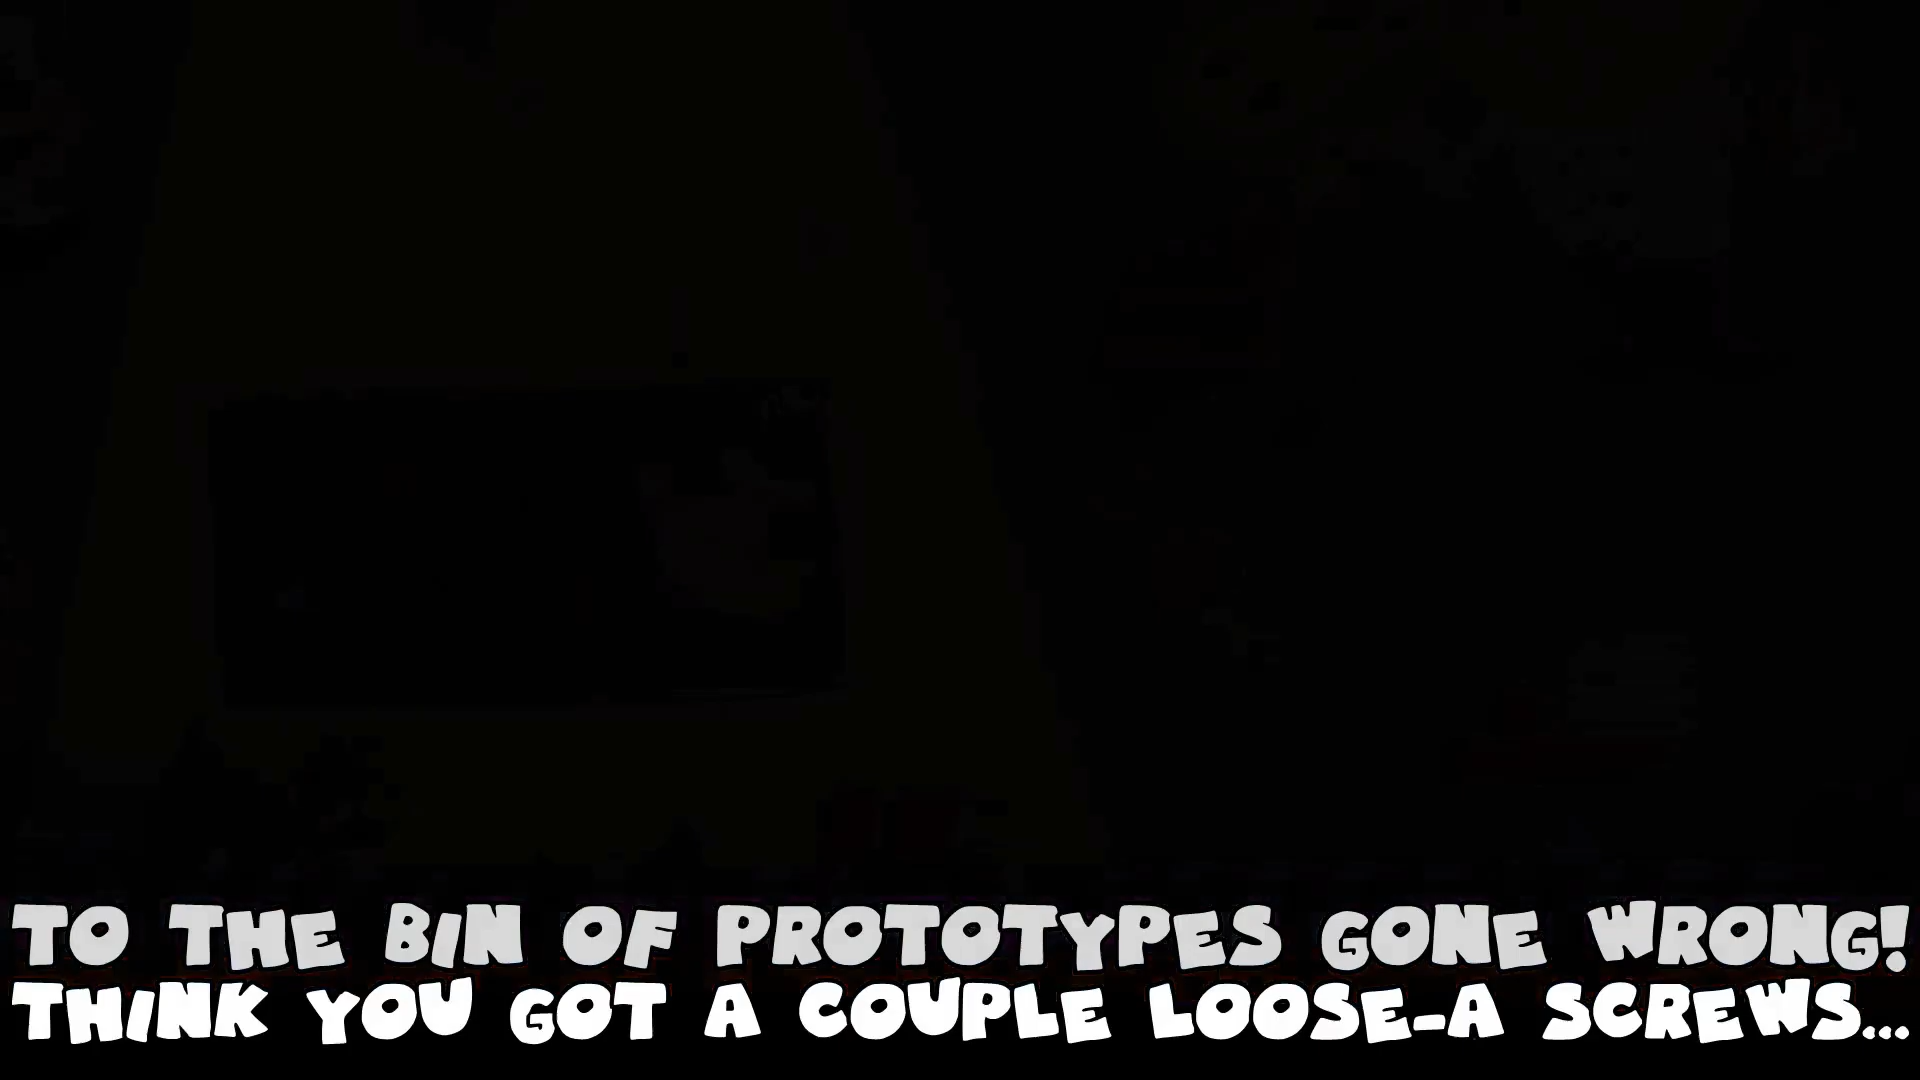 TO THE BIN OF PROTOTYPES GONE WRONG!
THINK YOU GOT A COUPLE LOOSE-A SCREWS...